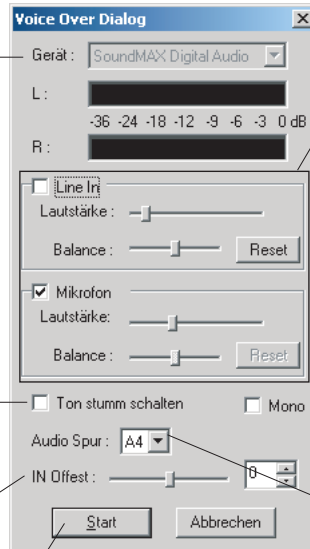 Voice Over Dialog
Gerät : SoundMAX Digital Audio
L :
-36 -24 -18 -12 -9 -6 -3 0 dB
R :
Line In
Lautstärke :
Balance : Reset
Mikrofon
Lautstärke:
Balance : Reset
Ton stumm schalten Mono
Audio Spur : A4
IN Offest : 0
Start Abbrechen